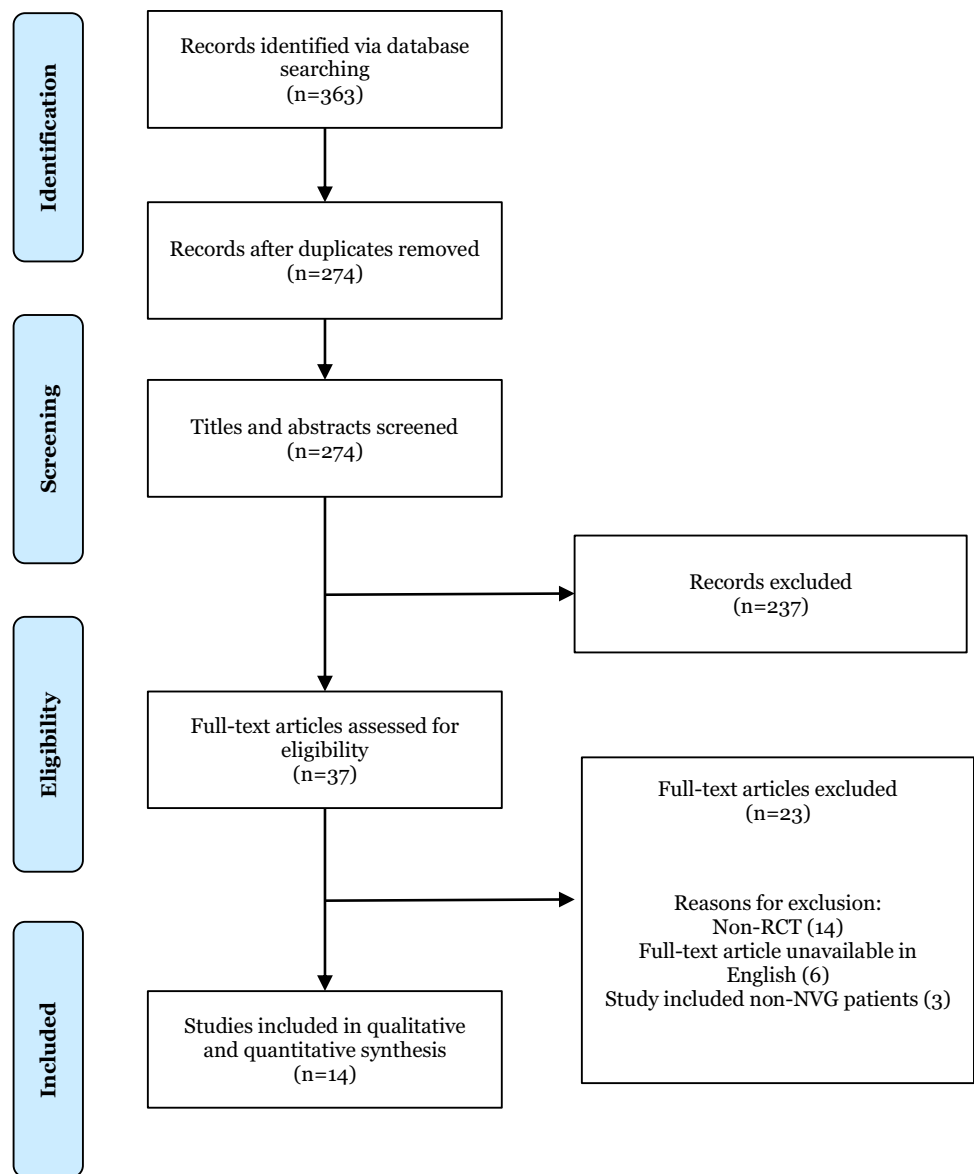 Identification
Records identified via database
searching
(n=363)
Records after duplicates removed
(n=274)
Screening
Titles and abstracts screened
(n=274)
Records excluded
(n=237)
Eligibility
Full-text articles assessed for
eligibility
(n=37)
Full-text articles excluded
(n=23)
Reasons for exclusion:
Non-RCT (14)
Full-text article unavailable in
English (6)
Study included non-NVG patients (3)
Included
Studies included in qualitative
and quantitative synthesis
(n=14)